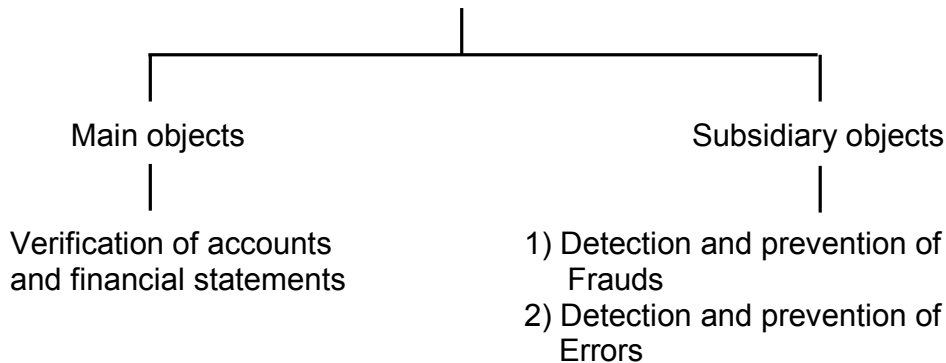 Main objects
Subsidiary objects
Verification of accounts
and financial statements
1) Detection and prevention of
Frauds
2) Detection and prevention of
Errors